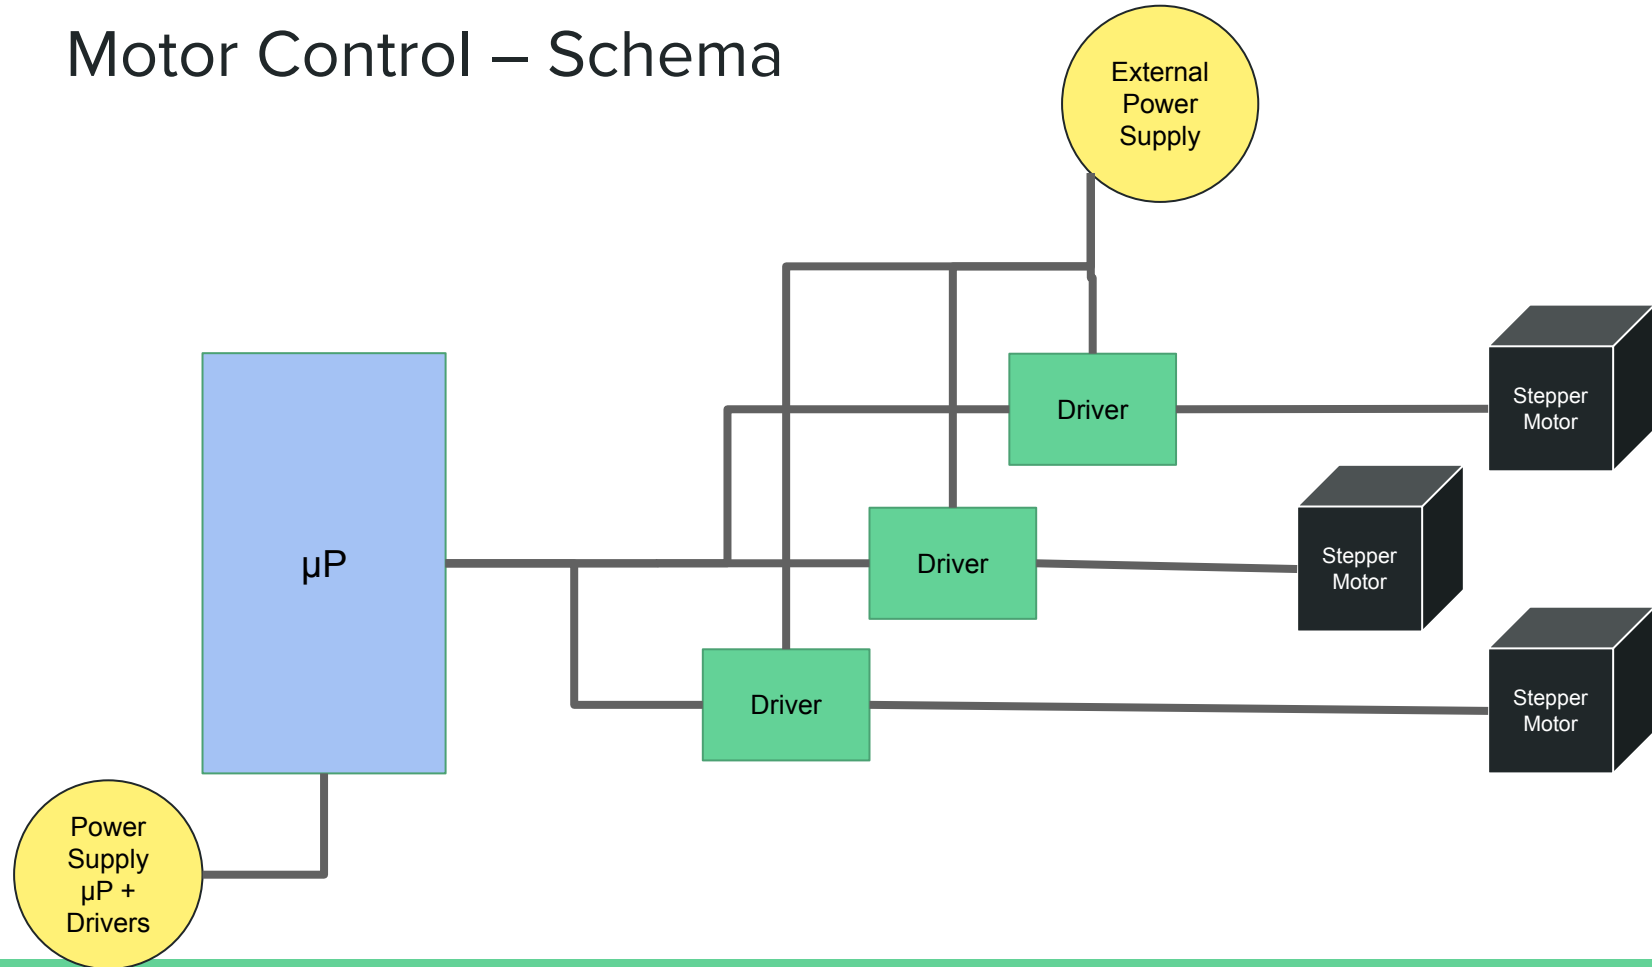 Motor Control – Schema
External
Power
Supply
Driver
Stepper
Motor
µP
Driver
Stepper
Motor
Driver
Stepper
Motor
Power
Supply
µP +
Drivers